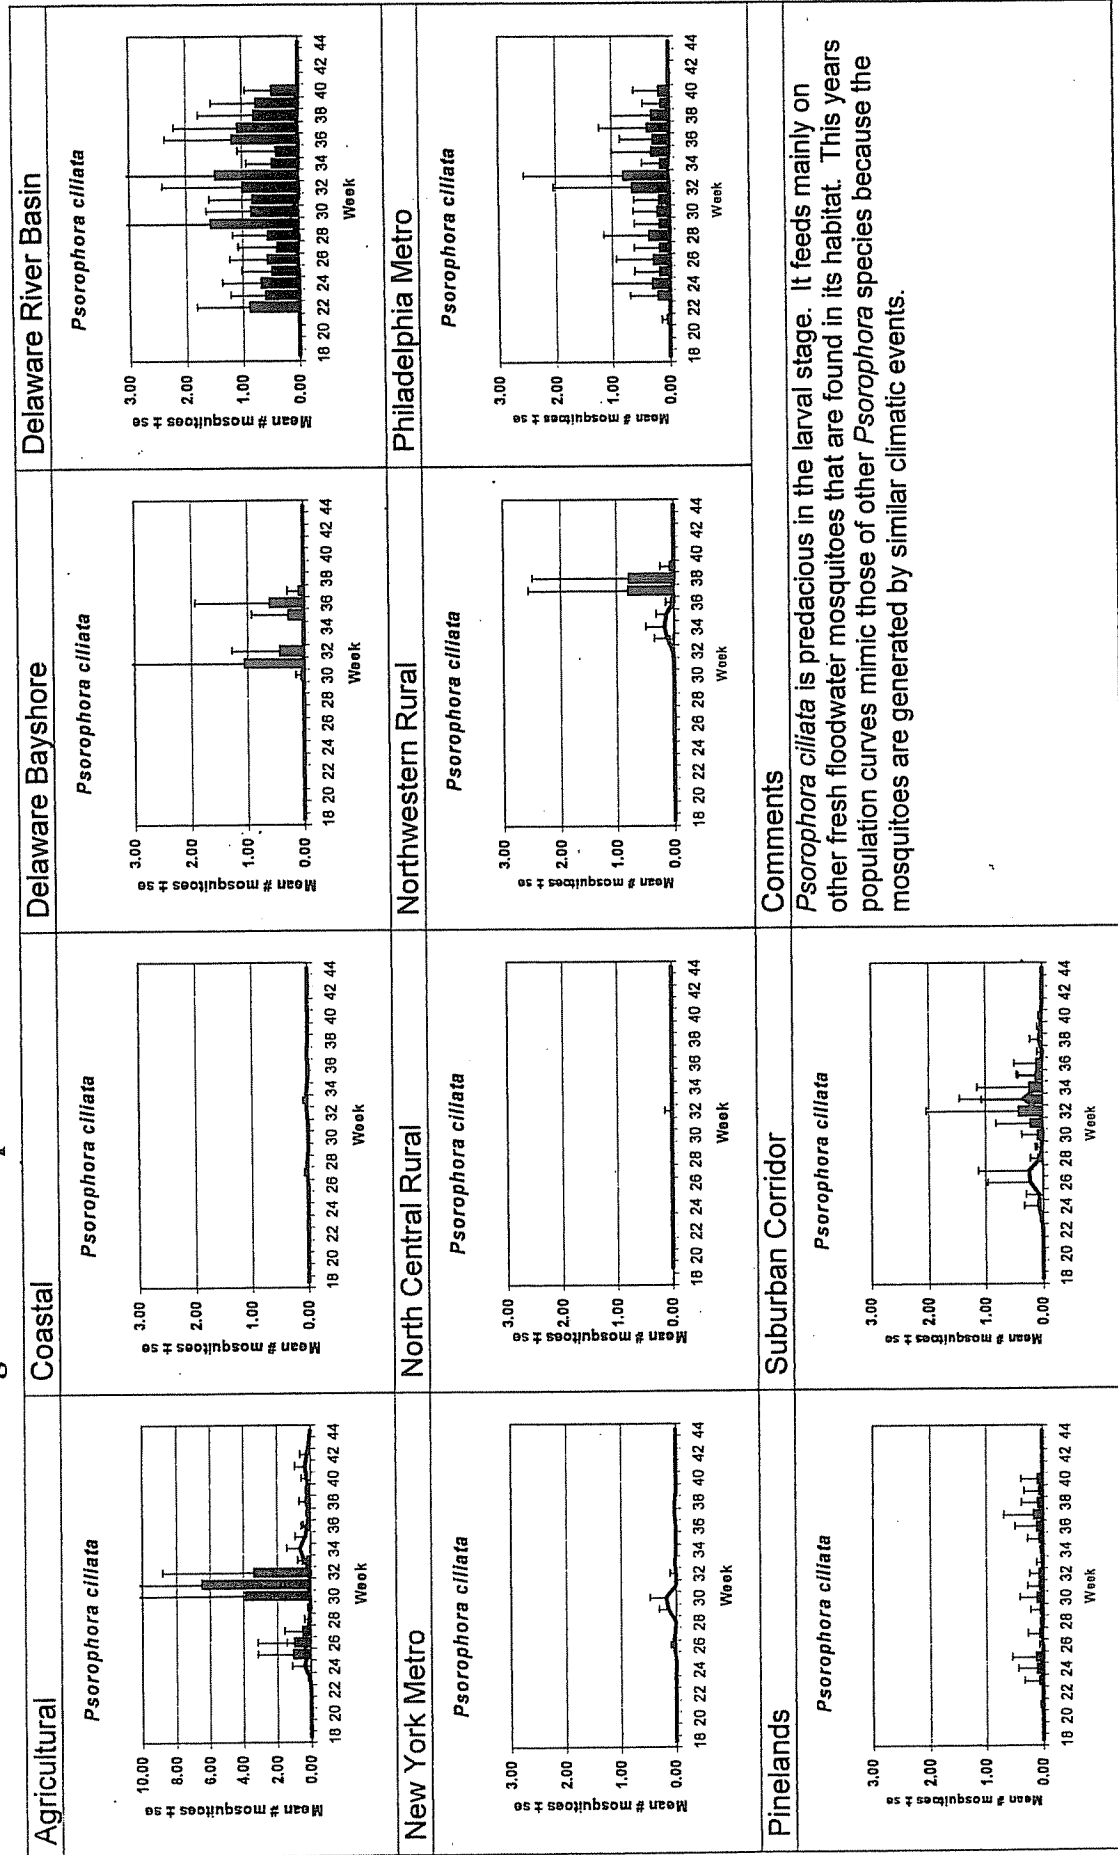 Agricultural
Psorophora ciliata
Mean # mosquitoes ± se
10.00
8.00
6.00
4.00
2.00
0.00
18 20 22 24 26 28 30 32 34 36 38 40 42 44
Week
Coastal
Psorophora ciliata
Mean # mosquitoes ± se
3.00
2.00
1.00
0.00
18 20 22 24 26 28 30 32 34 36 38 40 42 44
Week
Delaware Bayshore
Psorophora ciliata
Mean # mosquitoes ± se
3.00
2.00
1.00
0.00
18 20 22 24 26 28 30 32 34 36 38 40 42 44
Week
Delaware River Basin
Psorophora ciliata
Mean # mosquitoes ± se
3.00
2.00
1.00
0.00
18 20 22 24 26 28 30 32 34 36 38 40 42 44
Week
New York Metro
Psorophora ciliata
Mean # mosquitoes ± se
3.00
2.00
1.00
0.00
18 20 22 24 26 28 30 32 34 36 38 40 42 44
Week
North Central Rural
Psorophora ciliata
Mean # mosquitoes ± se
3.00
2.00
1.00
0.00
18 20 22 24 26 28 30 32 34 36 38 40 42 44
Week
Northwestern Rural
Psorophora ciliata
Mean # mosquitoes ± se
3.00
2.00
1.00
0.00
18 20 22 24 26 28 30 32 34 36 38 40 42 44
Week
Philadelphia Metro
Psorophora ciliata
Mean # mosquitoes ± se
3.00
2.00
1.00
0.00
18 20 22 24 26 28 30 32 34 36 38 40 42 44
Week
Pinelands
Psorophora ciliata
Mean # mosquitoes ± se
3.00
2.00
1.00
0.00
18 20 22 24 26 28 30 32 34 36 38 40 42 44
Week
Suburban Corridor
Psorophora ciliata
Mean # mosquitoes ± se
3.00
2.00
1.00
0.00
18 20 22 24 26 28 30 32 34 36 38 40 42 44
Week
Comments
Psorophora ciliata is predacious in the larval stage. It feeds mainly on
other fresh floodwater mosquitoes that are found in its habitat. This years
population curves mimic those of other Psorophora species because the
mosquitoes are generated by similar climatic events.